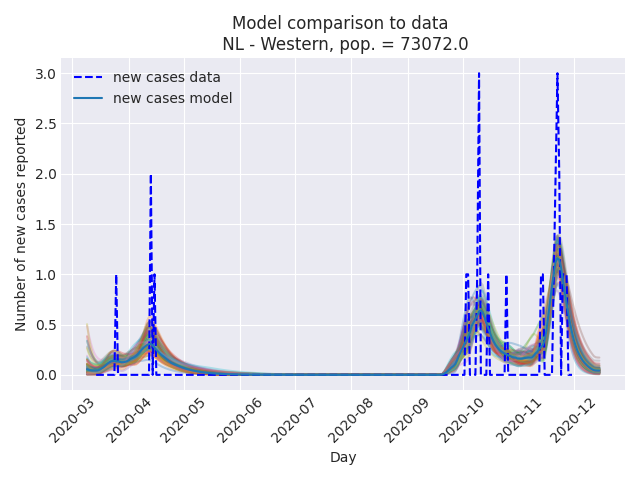 Model comparison to data
NL - Western, pop. = 73072.0
3.0
2.5
2.0
1.5
1.0
0.5
0.0
Number of new cases reported
new cases data
new cases model
2020-03
2020-04
2020-05
2020-06
2020-07
2020-08
2020-09
2020-10
2020-11
2020-12
Day